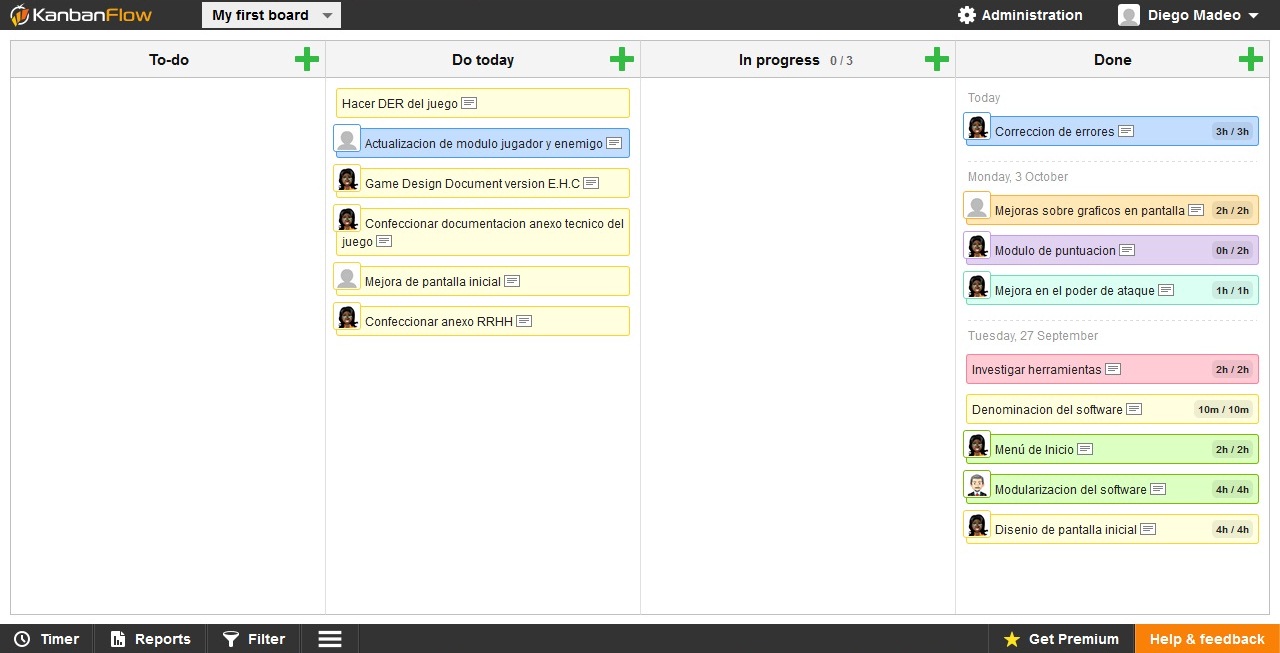 KanbanFlow
My first board
Administration
Diego Madeo
To-do
Do today
In progress 0 / 3
Done
Hacer DER del juego
Actualizacion de modulo jugador y enemigo
Game Design Document version E.H.C
Confeccionar documentacion anexo tecnico del
juego
Mejora de pantalla inicial
Confeccionar anexo RRHH
Today
Correccion de errores 3h / 3h
Monday, 3 October
Mejoras sobre graficos en pantalla 2h / 2h
Modulo de puntuacion 0h / 2h
Mejora en el poder de ataque 1h / 1h
Tuesday, 27 September
Investigar herramientas 2h / 2h
Denominacion del software 10m / 10m
Menú de Inicio 2h / 2h
Modularizacion del software 4h / 4h
Disenio de pantalla inicial 4h / 4h
Timer
Reports
Filter
Get Premium
Help & feedback